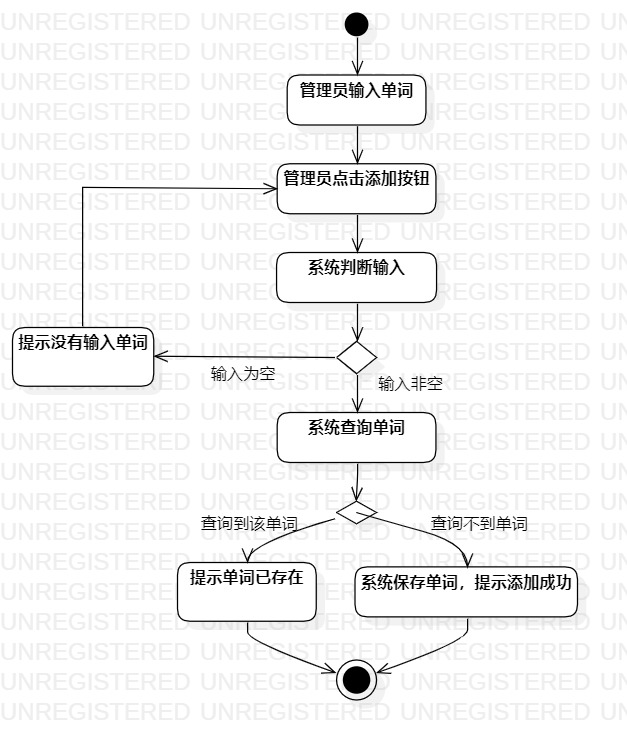 管理员输入单词
管理员点击添加按钮
系统判断输入
提示没有输入单词
输入为空
输入非空
系统查询单词
查询到该单词
查询不到单词
提示单词已存在
系统保存单词，提示添加成功
UNREGISTERED